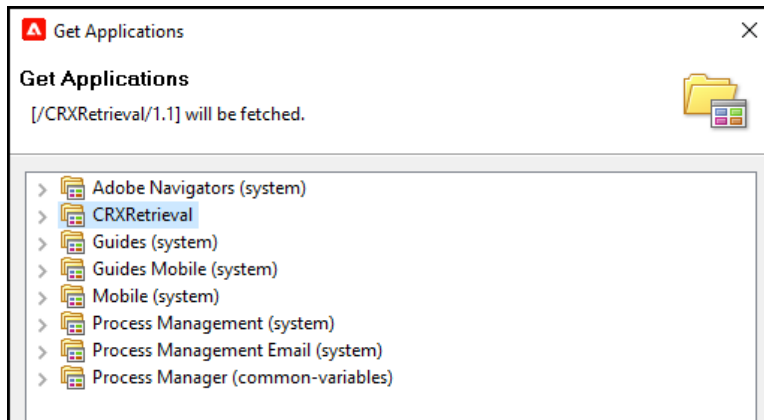 Get Applications
Get Applications
[/CRXRetrieval/1.1] will be fetched.
Adobe Navigators (system)
CRXRetrieval
Guides (system)
Guides Mobile (system)
Mobile (system)
Process Management (system)
Process Management Email (system)
Process Manager (common-variables)